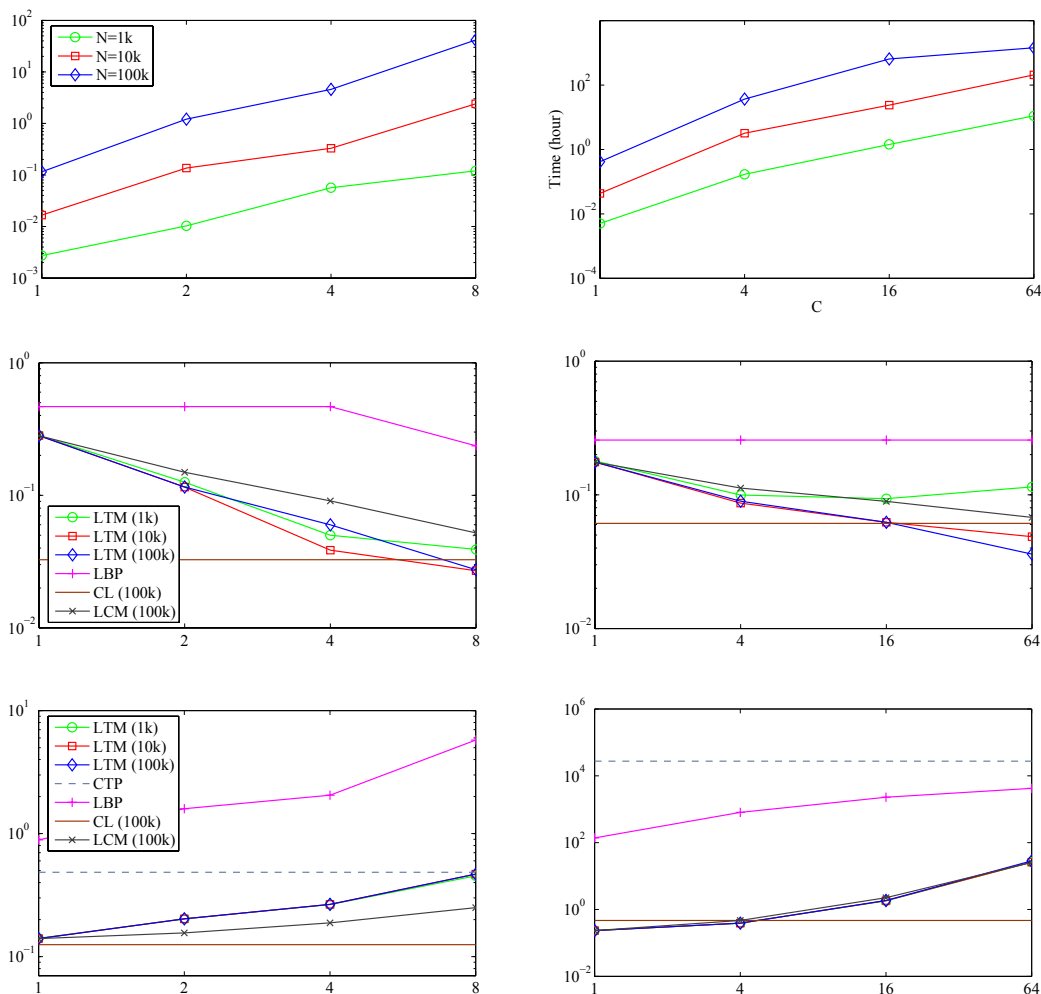 10^2
10^1
10^0
10^-1
10^-2
10^-3
1
2
4
8
N=1k
N=10k
N=100k
Time (hour)
10^2
10^0
10^-2
10^-4
1
4
16
64
C
10^0
10^-1
10^-2
1
2
4
8
LTM (1k)
LTM (10k)
LTM (100k)
LBP
CL (100k)
LCM (100k)
10^0
10^-1
10^-2
1
4
16
64
10^1
10^0
10^-1
1
2
4
8
LTM (1k)
LTM (10k)
LTM (100k)
CTP
LBP
CL (100k)
LCM (100k)
10^6
10^4
10^2
10^0
10^-2
1
4
16
64